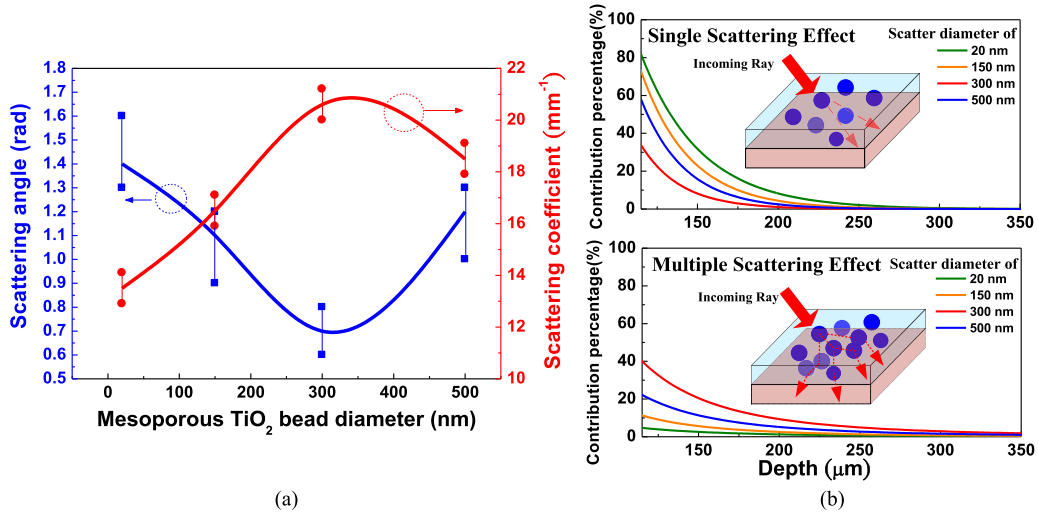 Scattering angle (rad)
1.8
1.7
1.6
1.5
1.4
1.3
1.2
1.1
1.0
0.9
0.8
0.7
0.6
0.5
0 100 200 300 400 500
Mesoporous TiO₂ bead diameter (nm)
22
20
18
16
14
12
10
Scattering coefficient (mm⁻¹)
(a)
Contribution percentage(%)
100
80
60
40
20
0
Single Scattering Effect
Incoming Ray
Scatter diameter of
20 nm
150 nm
300 nm
500 nm
150 200 250 300 350
Contribution percentage(%)
100
80
60
40
20
0
Multiple Scattering Effect
Incoming Ray
Scatter diameter of
20 nm
150 nm
300 nm
500 nm
150 200 250 300 350
Depth (μm)
(b)